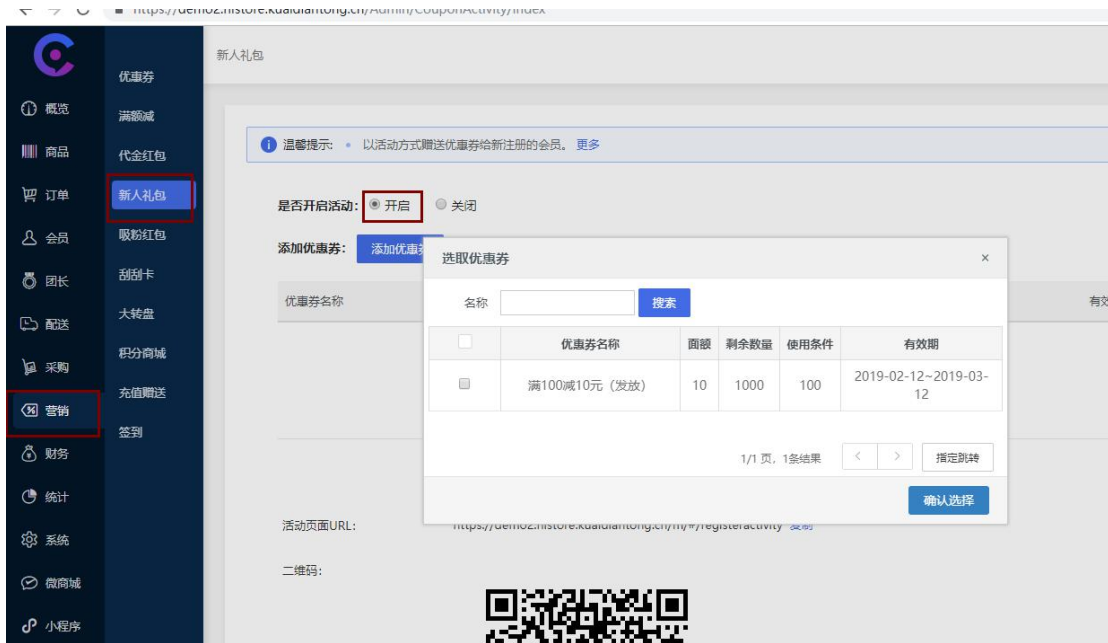 https://demo2.histore.kuaidiantong.cn/Admin/CouponActivity/index
概览
商品
订单
会员
团长
配送
采购
营销
财务
统计
系统
微商城
小程序
优惠券
满额减
代金红包
新人礼包
吸粉红包
刮刮卡
大转盘
积分商城
充值赠送
签到
新人礼包
温馨提示: 以活动方式赠送优惠券给新注册的会员。 更多
是否开启活动: 开启 关闭
添加优惠券: 添加优惠
优惠券名称 有效
选取优惠券 ×
名称 搜索
优惠券名称 面额 剩余数量 使用条件 有效期
满100减10元（发放） 10 1000 100 2019-02-12~2019-03-
12
1/1 页, 1条结果 < > 指定跳转
确认选择
活动页面URL: https://demo2.histore.kuaidiantong.cn/m/#/registeractivity 复制
二维码: